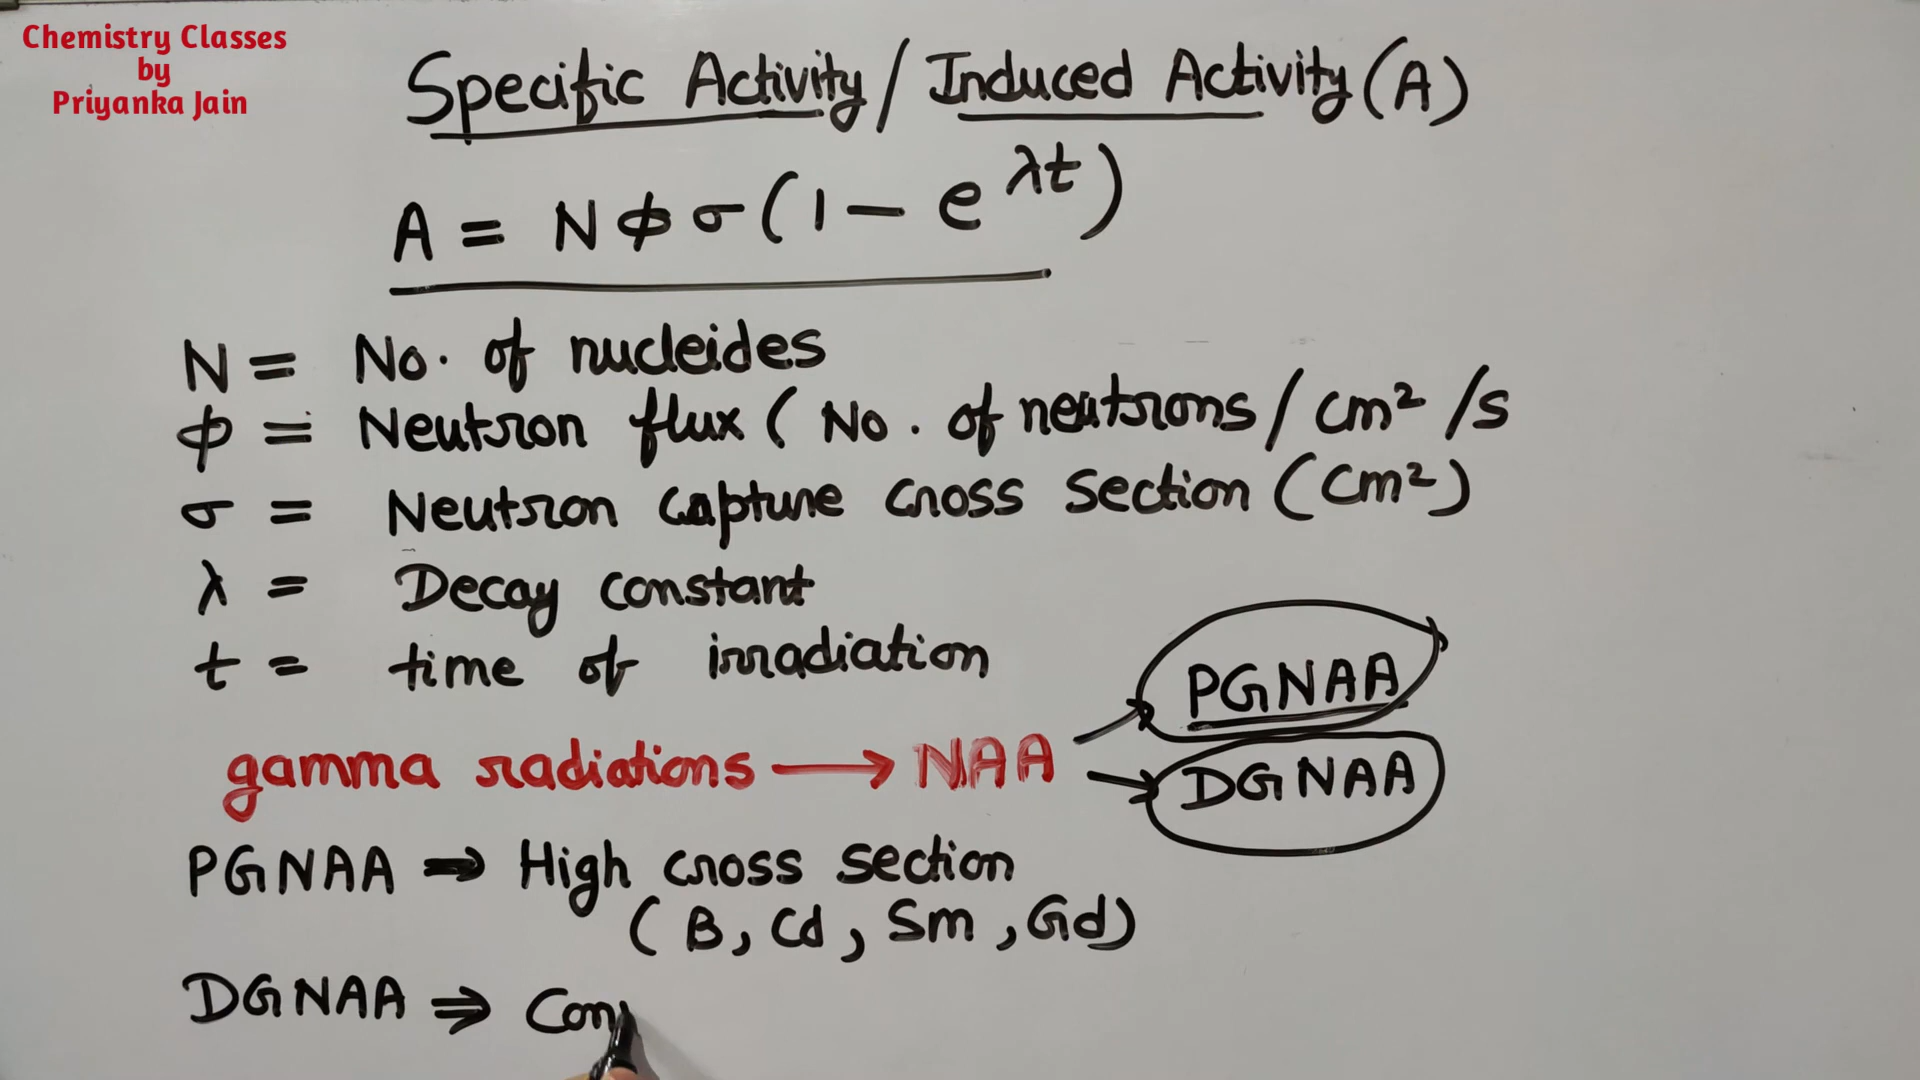 Chemistry Classes
by
Priyanka Jain
Specific Activity / Induced Activity (A)
A = Nϕσ(1 − e^λt)
N = No. of nucleides
ϕ = Neutron flux ( No. of neutrons / cm² /s
σ = Neutron capture cross section (cm²)
λ = Decay constant
t = time of irradiation
PGNAA
gamma radiations → NAA
DGNAA
PGNAA ⇒ High cross section
( B, Cd, Sm, Gd)
DGNAA ⇒ Con